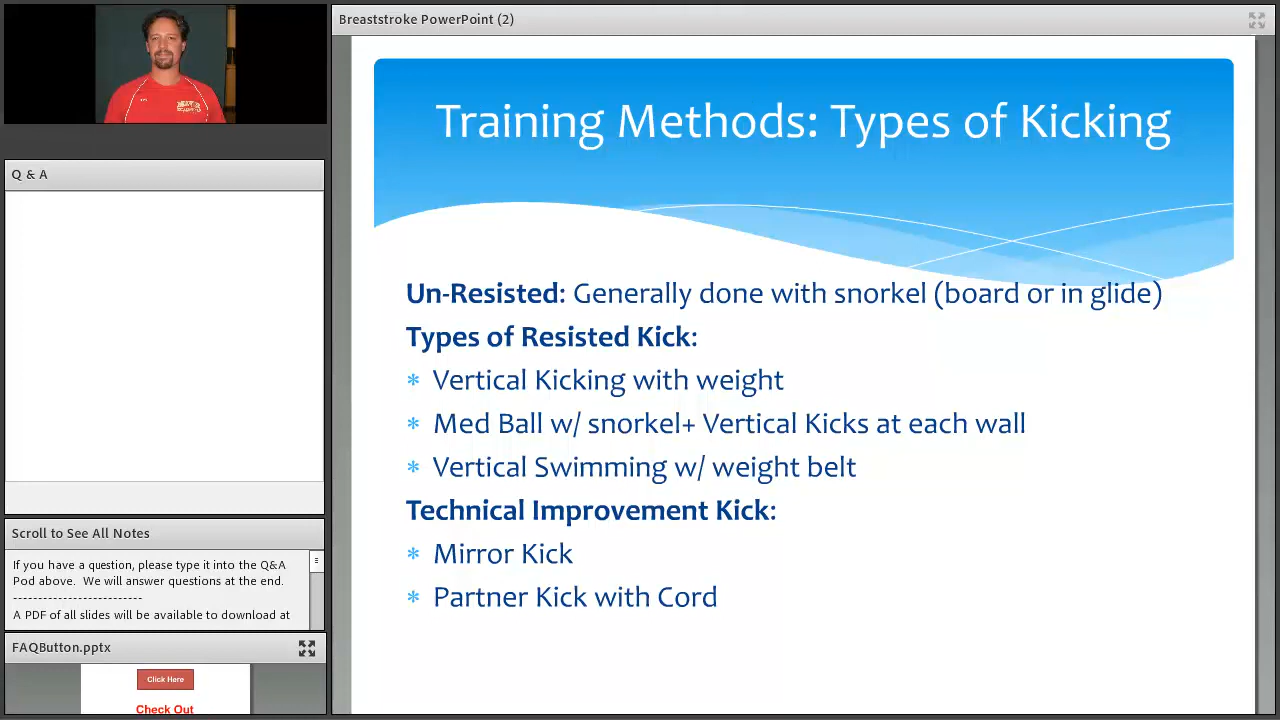 Breaststroke PowerPoint (2)
Q & A
Scroll to See All Notes
If you have a question, please type it into the Q&A
Pod above. We will answer questions at the end.
--------------------------
A PDF of all slides will be available to download at
FAQButton.pptx
Click Here
Check Out
Training Methods: Types of Kicking
Un-Resisted: Generally done with snorkel (board or in glide)
Types of Resisted Kick:
* Vertical Kicking with weight
* Med Ball w/ snorkel+ Vertical Kicks at each wall
* Vertical Swimming w/ weight belt
Technical Improvement Kick:
* Mirror Kick
* Partner Kick with Cord